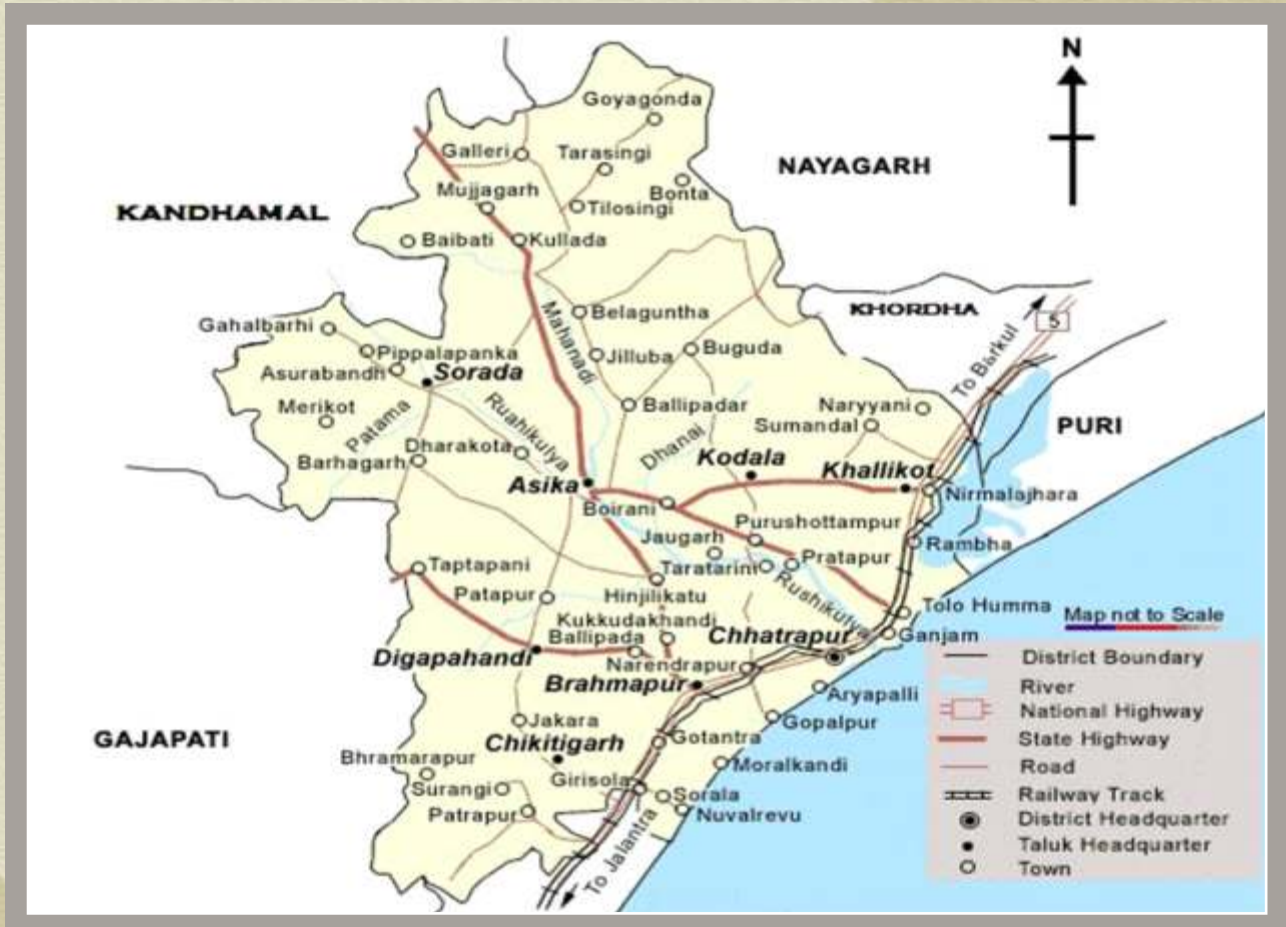 N
Goyagonda
Galleri
Tarasingi
NAYAGARH
Mujjagarh
Bonta
KANDHAMAL
Tilosingi
Baibati
Kullada
KHORDHA
Mahanadi
Belaguntha
5
Gahalbarhi
To Barkul
Pippalapanka
Jilluba
Buguda
Asurabandh
Sorada
Merikot
Patama
Ruahikulya
Ballipadar
Naryyani
Sumandal
PURI
Dharakota
Dhanai
Kodala
Barhagarh
Khallikot
Asika
Nirmalajhara
Boirani
Purushottampur
Jaugarh
Rambha
Pratapur
Taptapani
Taratarini
Rushikulya
Patapur
Hinjilikatu
Tolo Humma
Map not to Scale
Kukkudakhandi
Chhatrapur
Ganjam
Ballipada
Digapahandi
Narendrapur
Brahmapur
Aryapalli
Jakara
Gopalpur
GAJAPATI
Chikitigarh
Gotantra
Bhramarapur
Moralkandi
Girisola
Surangi
Sorala
Patrapur
Nuvalrevu
To Jalantra
District Boundary
River
National Highway
State Highway
Road
Railway Track
District Headquarter
Taluk Headquarter
Town